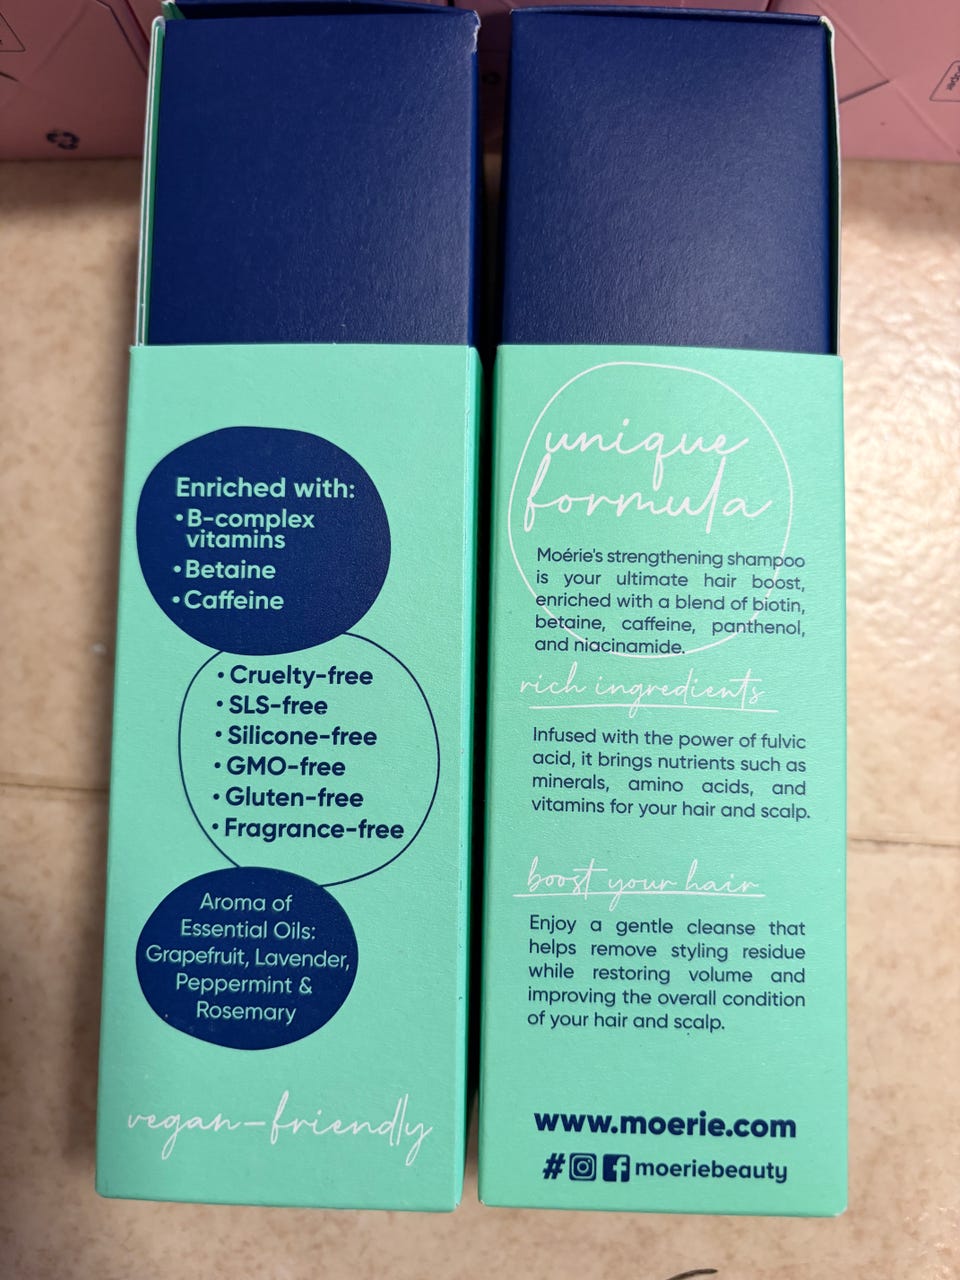 Enriched with:
•B-complex
vitamins
•Betaine
•Caffeine
• Cruelty-free
• SLS-free
• Silicone-free
• GMO-free
• Gluten-free
• Fragrance-free
Aroma of
Essential Oils:
Grapefruit, Lavender,
Peppermint &
Rosemary
vegan-friendly
unique
formula
Moérie's strengthening shampoo
is your ultimate hair boost,
enriched with a blend of biotin,
betaine, caffeine, panthenol,
and niacinamide.
rich ingredients
Infused with the power of fulvic
acid, it brings nutrients such as
minerals, amino acids, and
vitamins for your hair and scalp.
boost your hair
Enjoy a gentle cleanse that
helps remove styling residue
while restoring volume and
improving the overall condition
of your hair and scalp.
www.moerie.com
# moeriebeauty